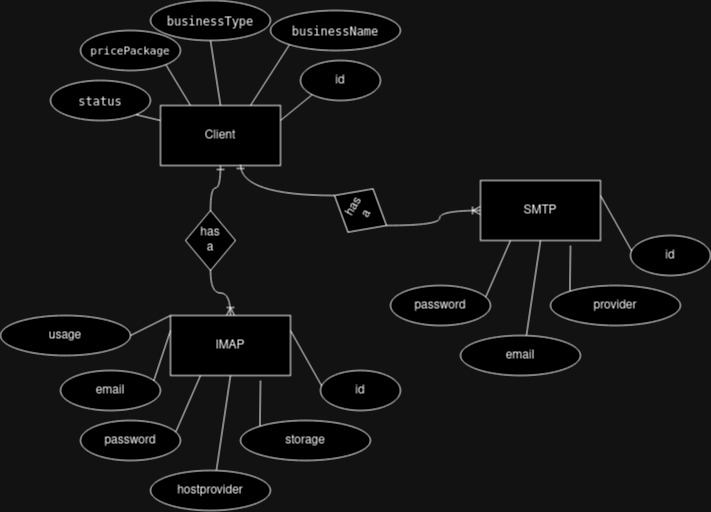 businessType
businessName
pricePackage
id
status
Client
has
a
SMTP
has
a
id
password
provider
usage
IMAP
email
email
id
password
storage
hostprovider